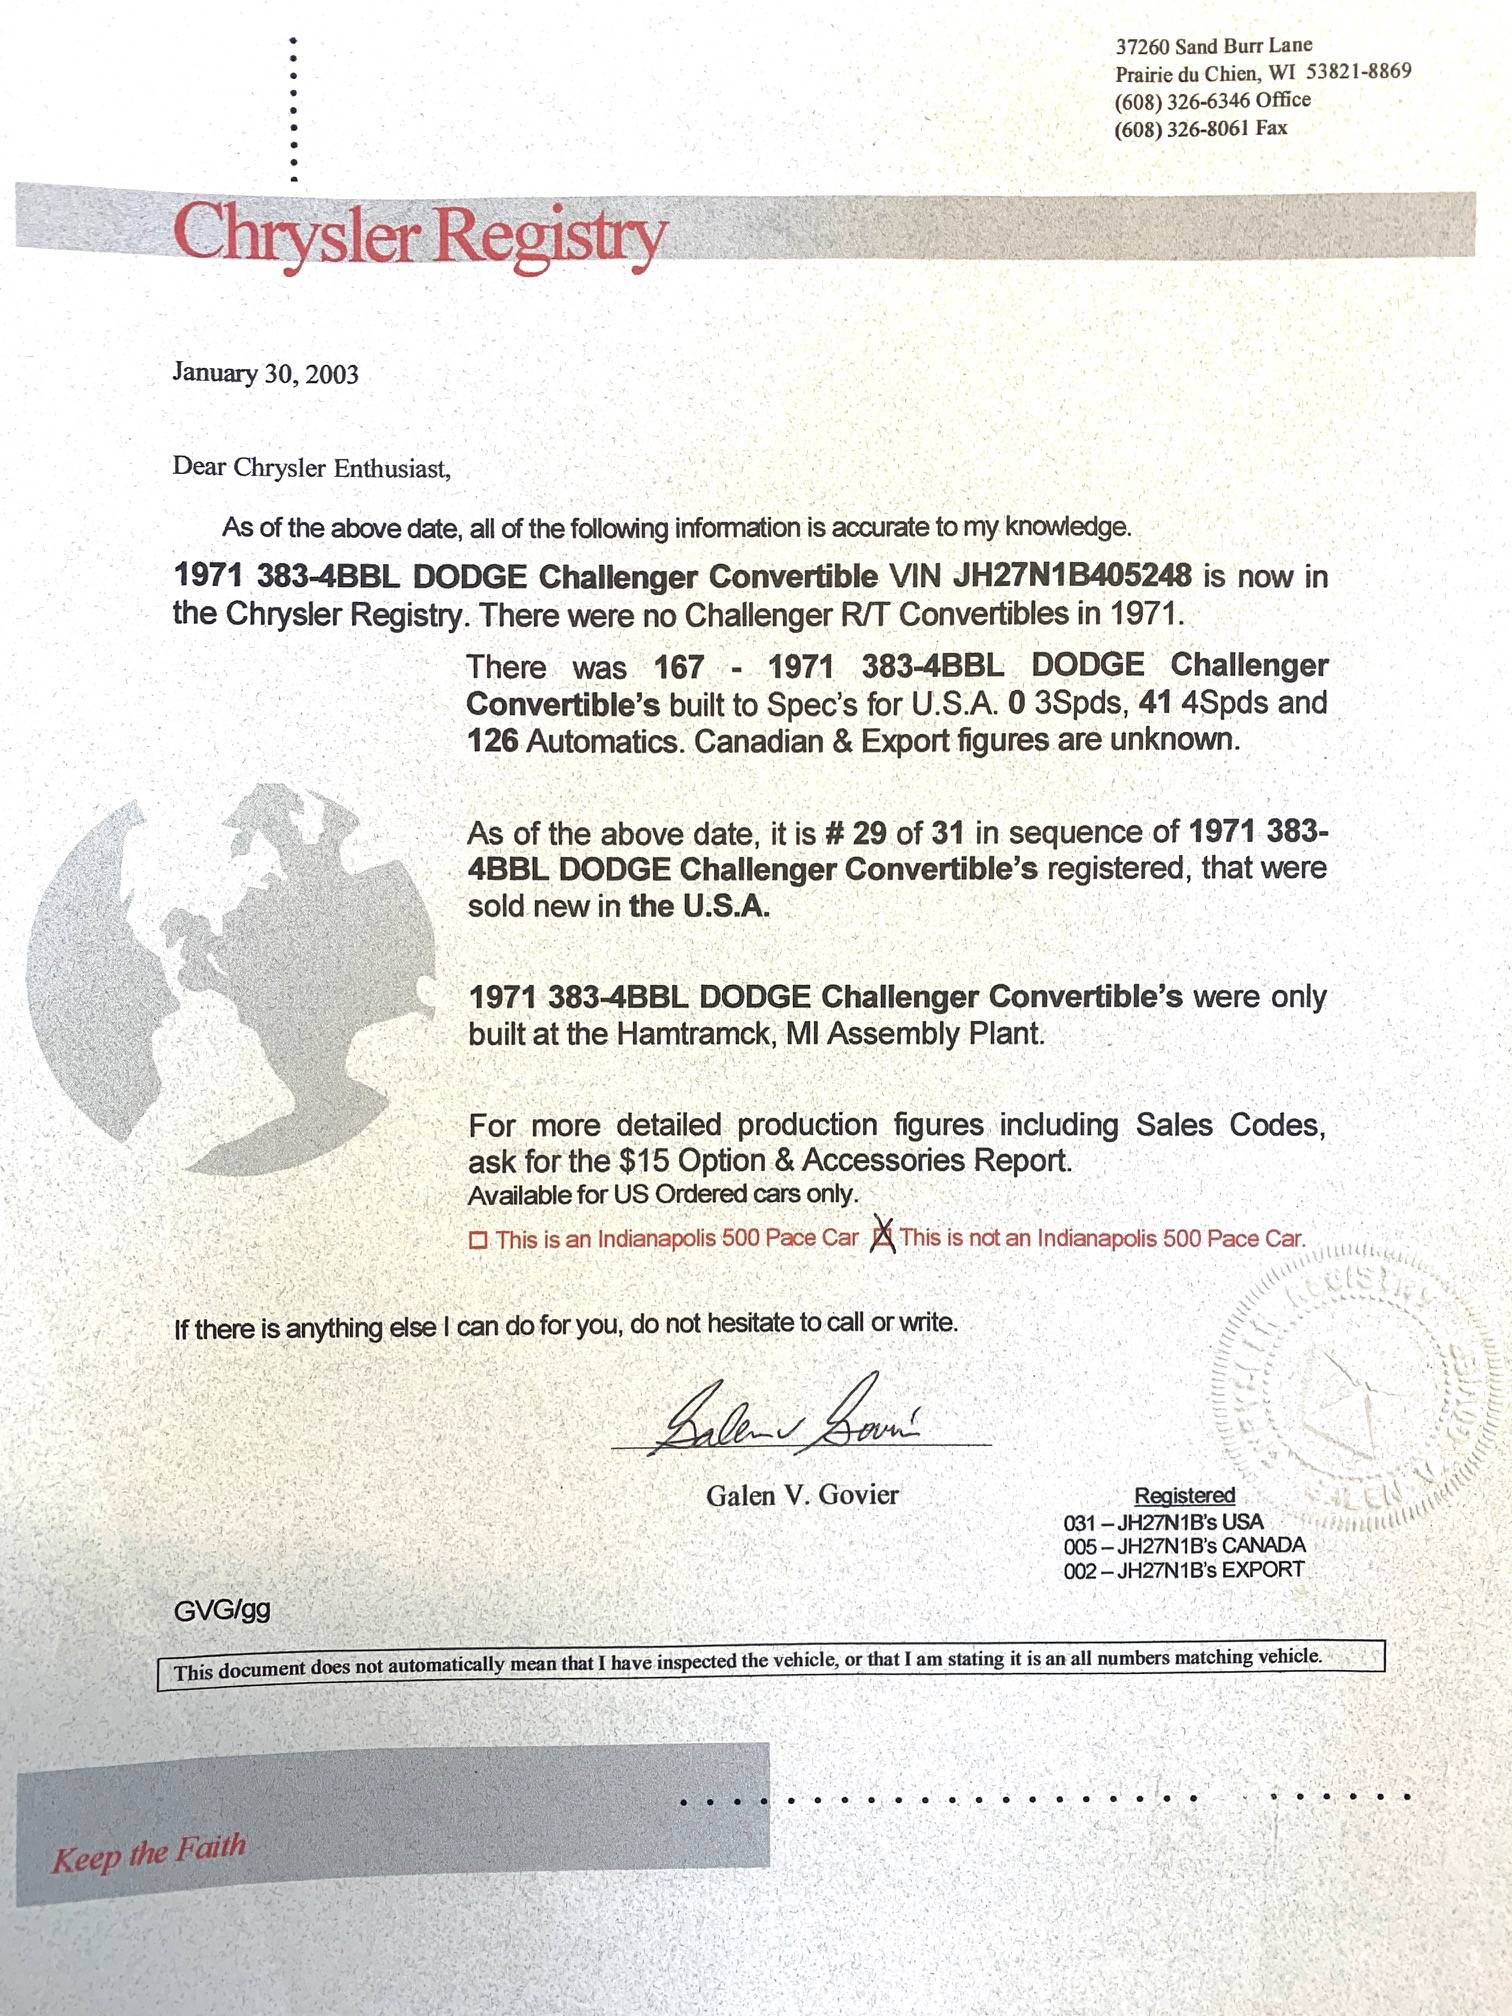 37260 Sand Burr Lane
Prairie du Chien, WI 53821-8869
(608) 326-6346 Office
(608) 326-8061 Fax
Chrysler Registry
January 30, 2003
Dear Chrysler Enthusiast,
As of the above date, all of the following information is accurate to my knowledge.
1971 383-4BBL DODGE Challenger Convertible VIN JH27N1B405248 is now in
the Chrysler Registry. There were no Challenger R/T Convertibles in 1971.
There was 167 - 1971 383-4BBL DODGE Challenger
Convertible's built to Spec's for U.S.A. 0 3Spds, 41 4Spds and
126 Automatics. Canadian & Export figures are unknown.
As of the above date, it is # 29 of 31 in sequence of 1971 383-
4BBL DODGE Challenger Convertible's registered, that were
sold new in the U.S.A.
1971 383-4BBL DODGE Challenger Convertible's were only
built at the Hamtramck, MI Assembly Plant.
For more detailed production figures including Sales Codes,
ask for the $15 Option & Accessories Report.
Available for US Ordered cars only.
This is an Indianapolis 500 Pace Car X This is not an Indianapolis 500 Pace Car.
If there is anything else I can do for you, do not hesitate to call or write.
Galen V Govier
Galen V. Govier
REGISTRY
GALEN V. GOVIER
Registered
031 – JH27N1B's USA
005 – JH27N1B's CANADA
002 – JH27N1B's EXPORT
GVG/gg
This document does not automatically mean that I have inspected the vehicle, or that I am stating it is an all numbers matching vehicle.
Keep the Faith